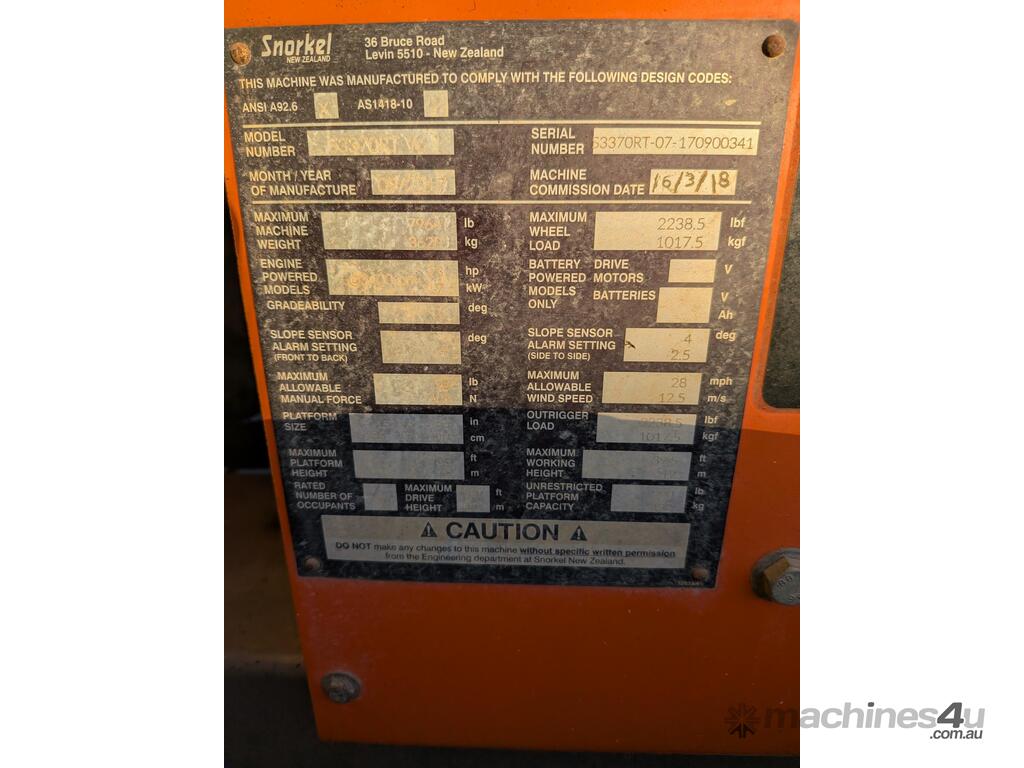 Snorkel
NEW ZEALAND
36 Bruce Road
Levin 5510 - New Zealand
THIS MACHINE WAS MANUFACTURED TO COMPLY WITH THE FOLLOWING DESIGN CODES:
ANSI A92.6 X AS1418-10
MODEL NUMBER
SERIAL NUMBER S3370RT-07-170900341
MONTH / YEAR OF MANUFACTURE
MACHINE COMMISSION DATE 16/3/18
MAXIMUM MACHINE WEIGHT lb kg
MAXIMUM WHEEL LOAD 2238.5 lbf 1017.5 kgf
ENGINE POWERED MODELS hp kW
BATTERY POWERED MODELS ONLY DRIVE MOTORS V BATTERIES V Ah
GRADEABILITY deg
SLOPE SENSOR ALARM SETTING (FRONT TO BACK) deg
SLOPE SENSOR ALARM SETTING (SIDE TO SIDE) 4 2.5 deg
MAXIMUM ALLOWABLE MANUAL FORCE lb N
MAXIMUM ALLOWABLE WIND SPEED 28 mph 12.5 m/s
PLATFORM SIZE in cm
OUTRIGGER LOAD 2238.5 lbf 1017.5 kgf
MAXIMUM PLATFORM HEIGHT ft m
MAXIMUM WORKING HEIGHT ft m
RATED NUMBER OF OCCUPANTS
MAXIMUM DRIVE HEIGHT ft m
UNRESTRICTED PLATFORM CAPACITY lb kg
CAUTION
DO NOT make any changes to this machine without specific written permission
from the Engineering department at Snorkel New Zealand.
machines4u
.com.au